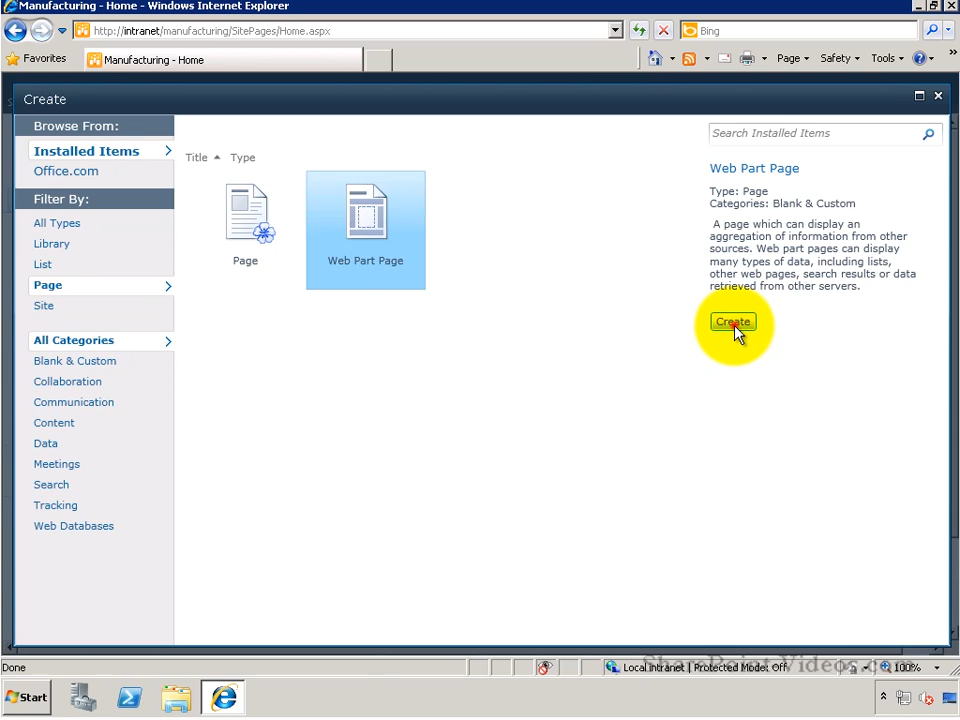 Manufacturing - Home - Windows Internet Explorer
http://intranet/manufacturing/SitePages/Home.aspx
Bing
Favorites
Manufacturing - Home
Page
Safety
Tools
Create
Browse From:
Installed Items
Office.com
Filter By:
All Types
Library
List
Page
Site
All Categories
Blank & Custom
Collaboration
Communication
Content
Data
Meetings
Search
Tracking
Web Databases
Title
Type
Page
Web Part Page
Search Installed Items
Web Part Page
Type: Page
Categories: Blank & Custom
A page which can display an
aggregation of information from other
sources. Web part pages can display
many types of data, including lists,
other web pages, search results or data
retrieved from other servers.
Create
Done
Local intranet | Protected Mode: Off
100%
SharePoint-Videos.com
Start